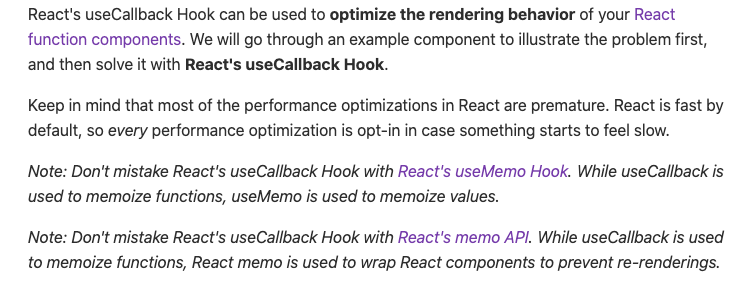 React's useCallback Hook can be used to optimize the rendering behavior of your React
function components. We will go through an example component to illustrate the problem first,
and then solve it with React's useCallback Hook.
Keep in mind that most of the performance optimizations in React are premature. React is fast by
default, so every performance optimization is opt-in in case something starts to feel slow.
Note: Don't mistake React's useCallback Hook with React's useMemo Hook. While useCallback is
used to memoize functions, useMemo is used to memoize values.
Note: Don't mistake React's useCallback Hook with React's memo API. While useCallback is used
to memoize functions, React memo is used to wrap React components to prevent re-renderings.